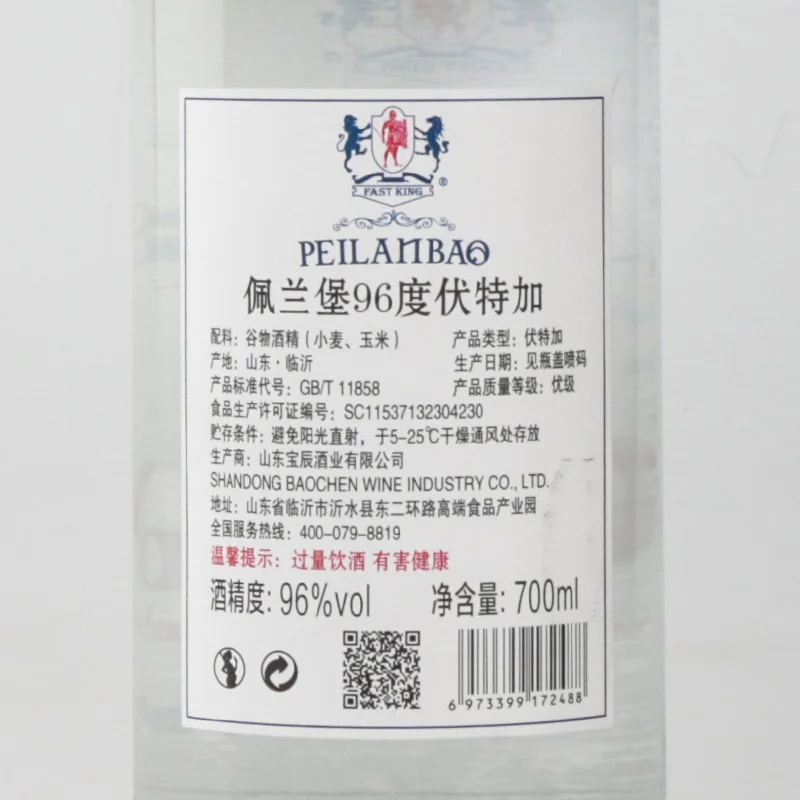 FAST KING
®
PEILANBAO
佩兰堡96度伏特加
配料：谷物酒精（小麦、玉米） 产品类型：伏特加
产地：山东·临沂 生产日期：见瓶盖喷码
产品标准代号：GB/T 11858 产品质量等级：优级
食品生产许可证编号：SC11537132304230
贮存条件：避免阳光直射，于5-25℃干燥通风处存放
生产商：山东宝辰酒业有限公司
SHANDONG BAOCHEN WINE INDUSTRY CO., LTD.
地址：山东省临沂市沂水县东二环路高端食品产业园
全国服务热线：400-079-8819
温馨提示：过量饮酒 有害健康
酒精度：96%vol 净含量：700ml
6 973399 172488